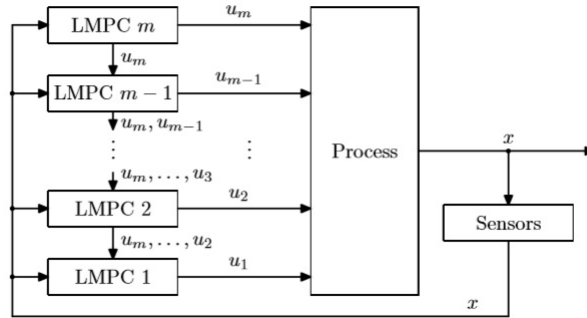 LMPC m
u_m
u_m
LMPC m − 1
u_{m−1}
u_m, u_{m−1}
⋮
⋮
Process
x
u_m, . . . , u_3
LMPC 2
u_2
Sensors
u_m, . . . , u_2
LMPC 1
u_1
x